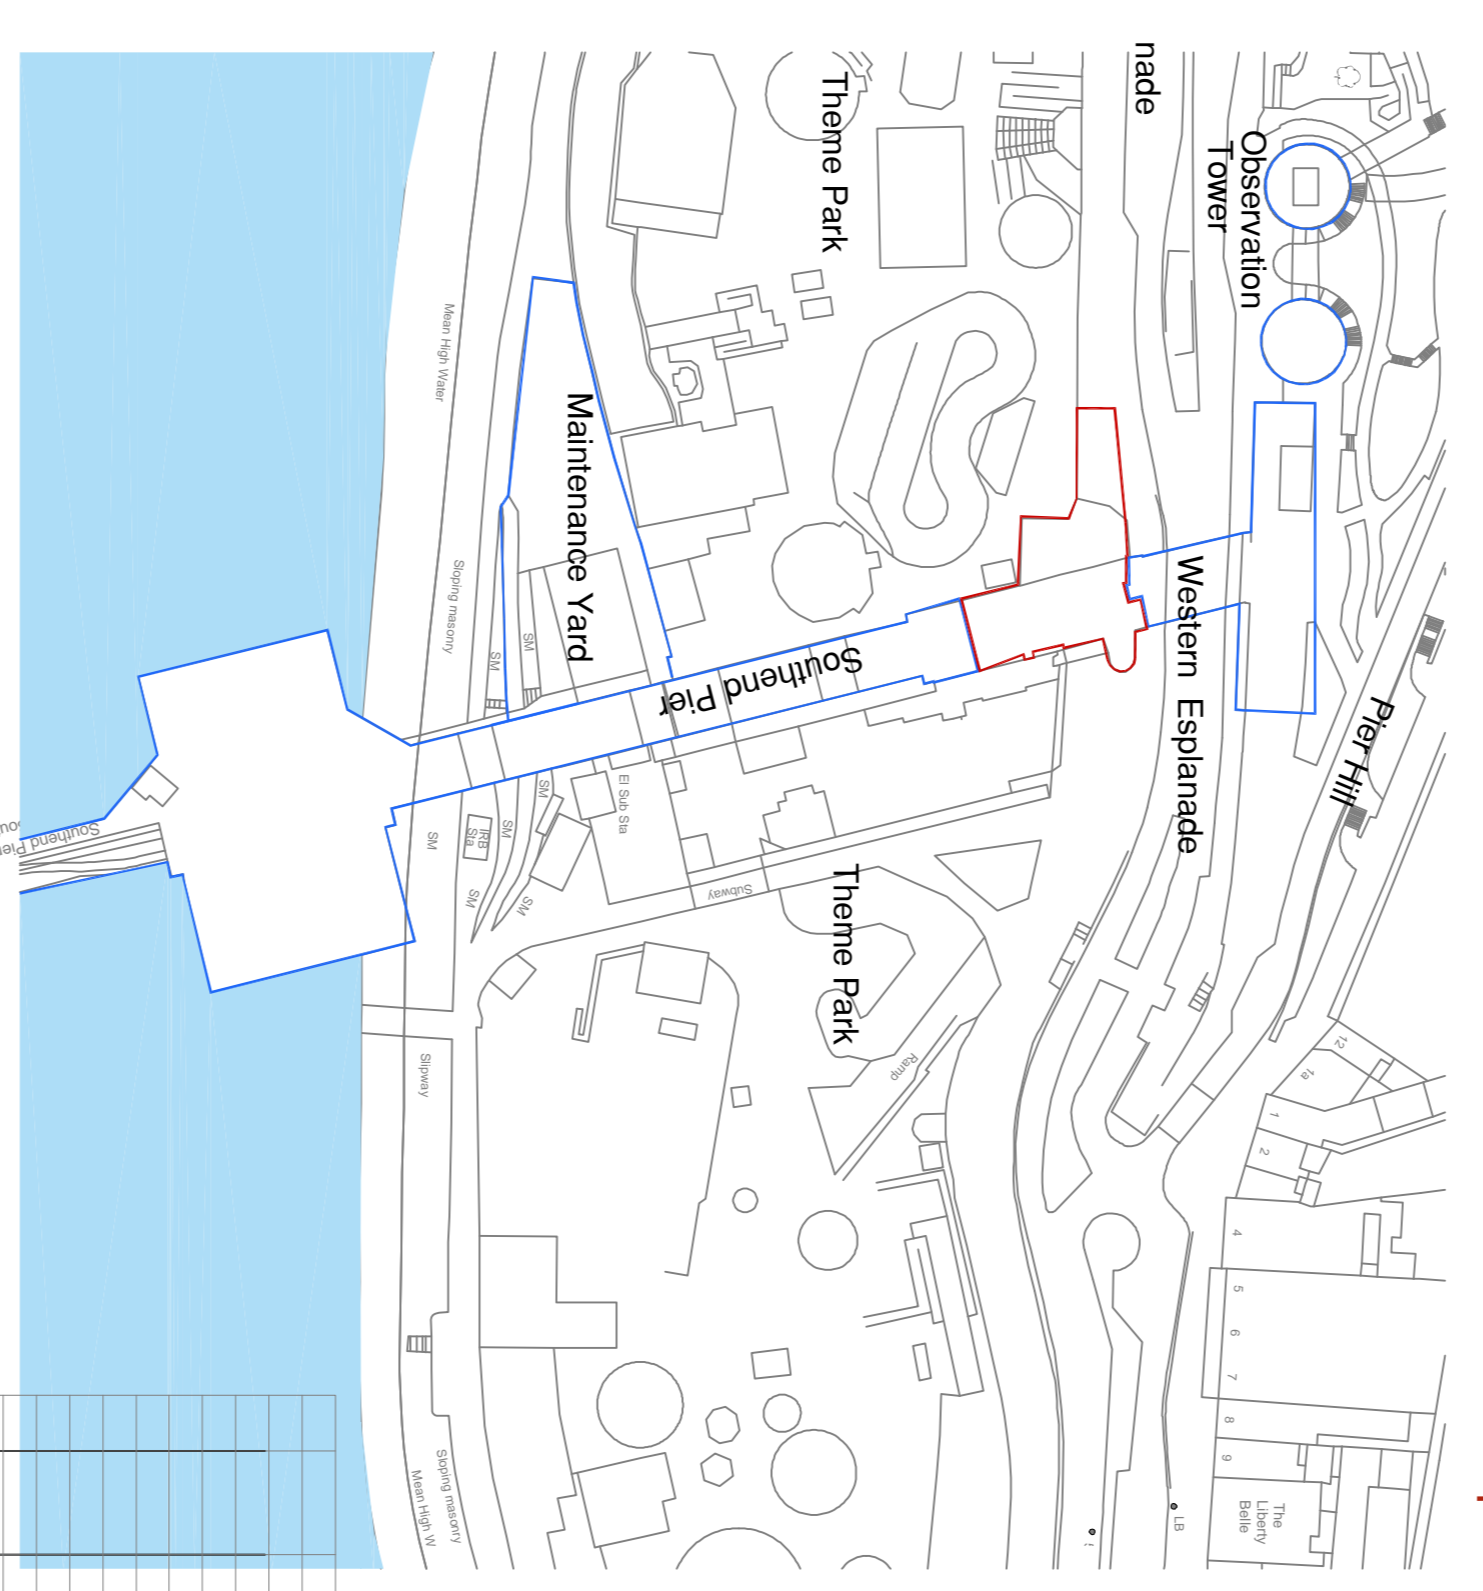 nade
Theme Park
Observation
Tower
Mean High Water
Maintenance Yard
Sloping masonry
SM
SM
Western Esplanade
Southend Pier
Pier Hill
El Sub Sta
SM
SM
IRB
Sta
SM
SM
SM
Southend Pier
Subway
Theme Park
Ramp
Slipway
12
1a
1
2
4
5
6
7
8
9
The
Liberty
Belle
LB
Sloping masonry
Mean High W